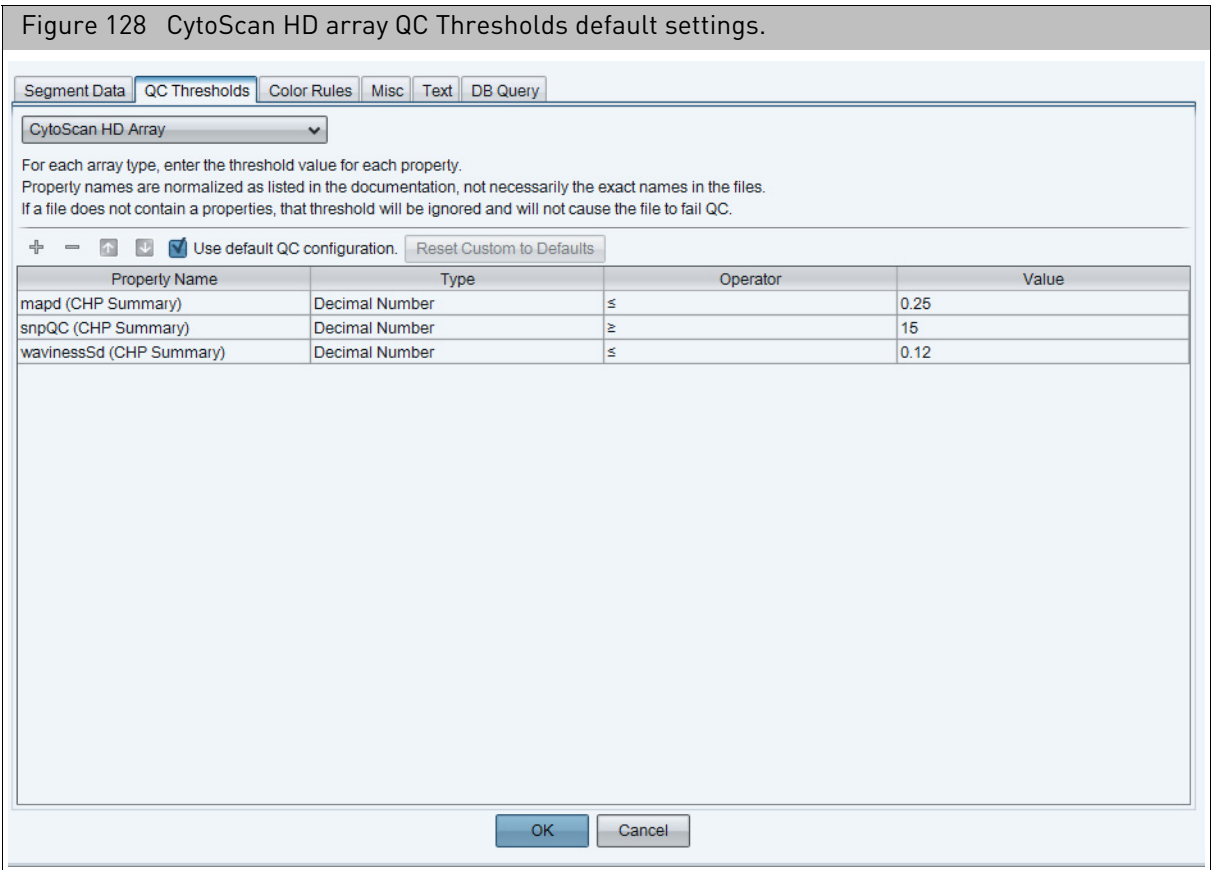 Figure 128 CytoScan HD array QC Thresholds default settings.
Segment Data QC Thresholds Color Rules Misc Text DB Query
CytoScan HD Array
For each array type, enter the threshold value for each property.
Property names are normalized as listed in the documentation, not necessarily the exact names in the files.
If a file does not contain a properties, that threshold will be ignored and will not cause the file to fail QC.
Use default QC configuration. Reset Custom to Defaults
Property Name Type Operator Value
mapd (CHP Summary) Decimal Number ≤ 0.25
snpQC (CHP Summary) Decimal Number ≥ 15
wavinessSd (CHP Summary) Decimal Number ≤ 0.12
OK Cancel